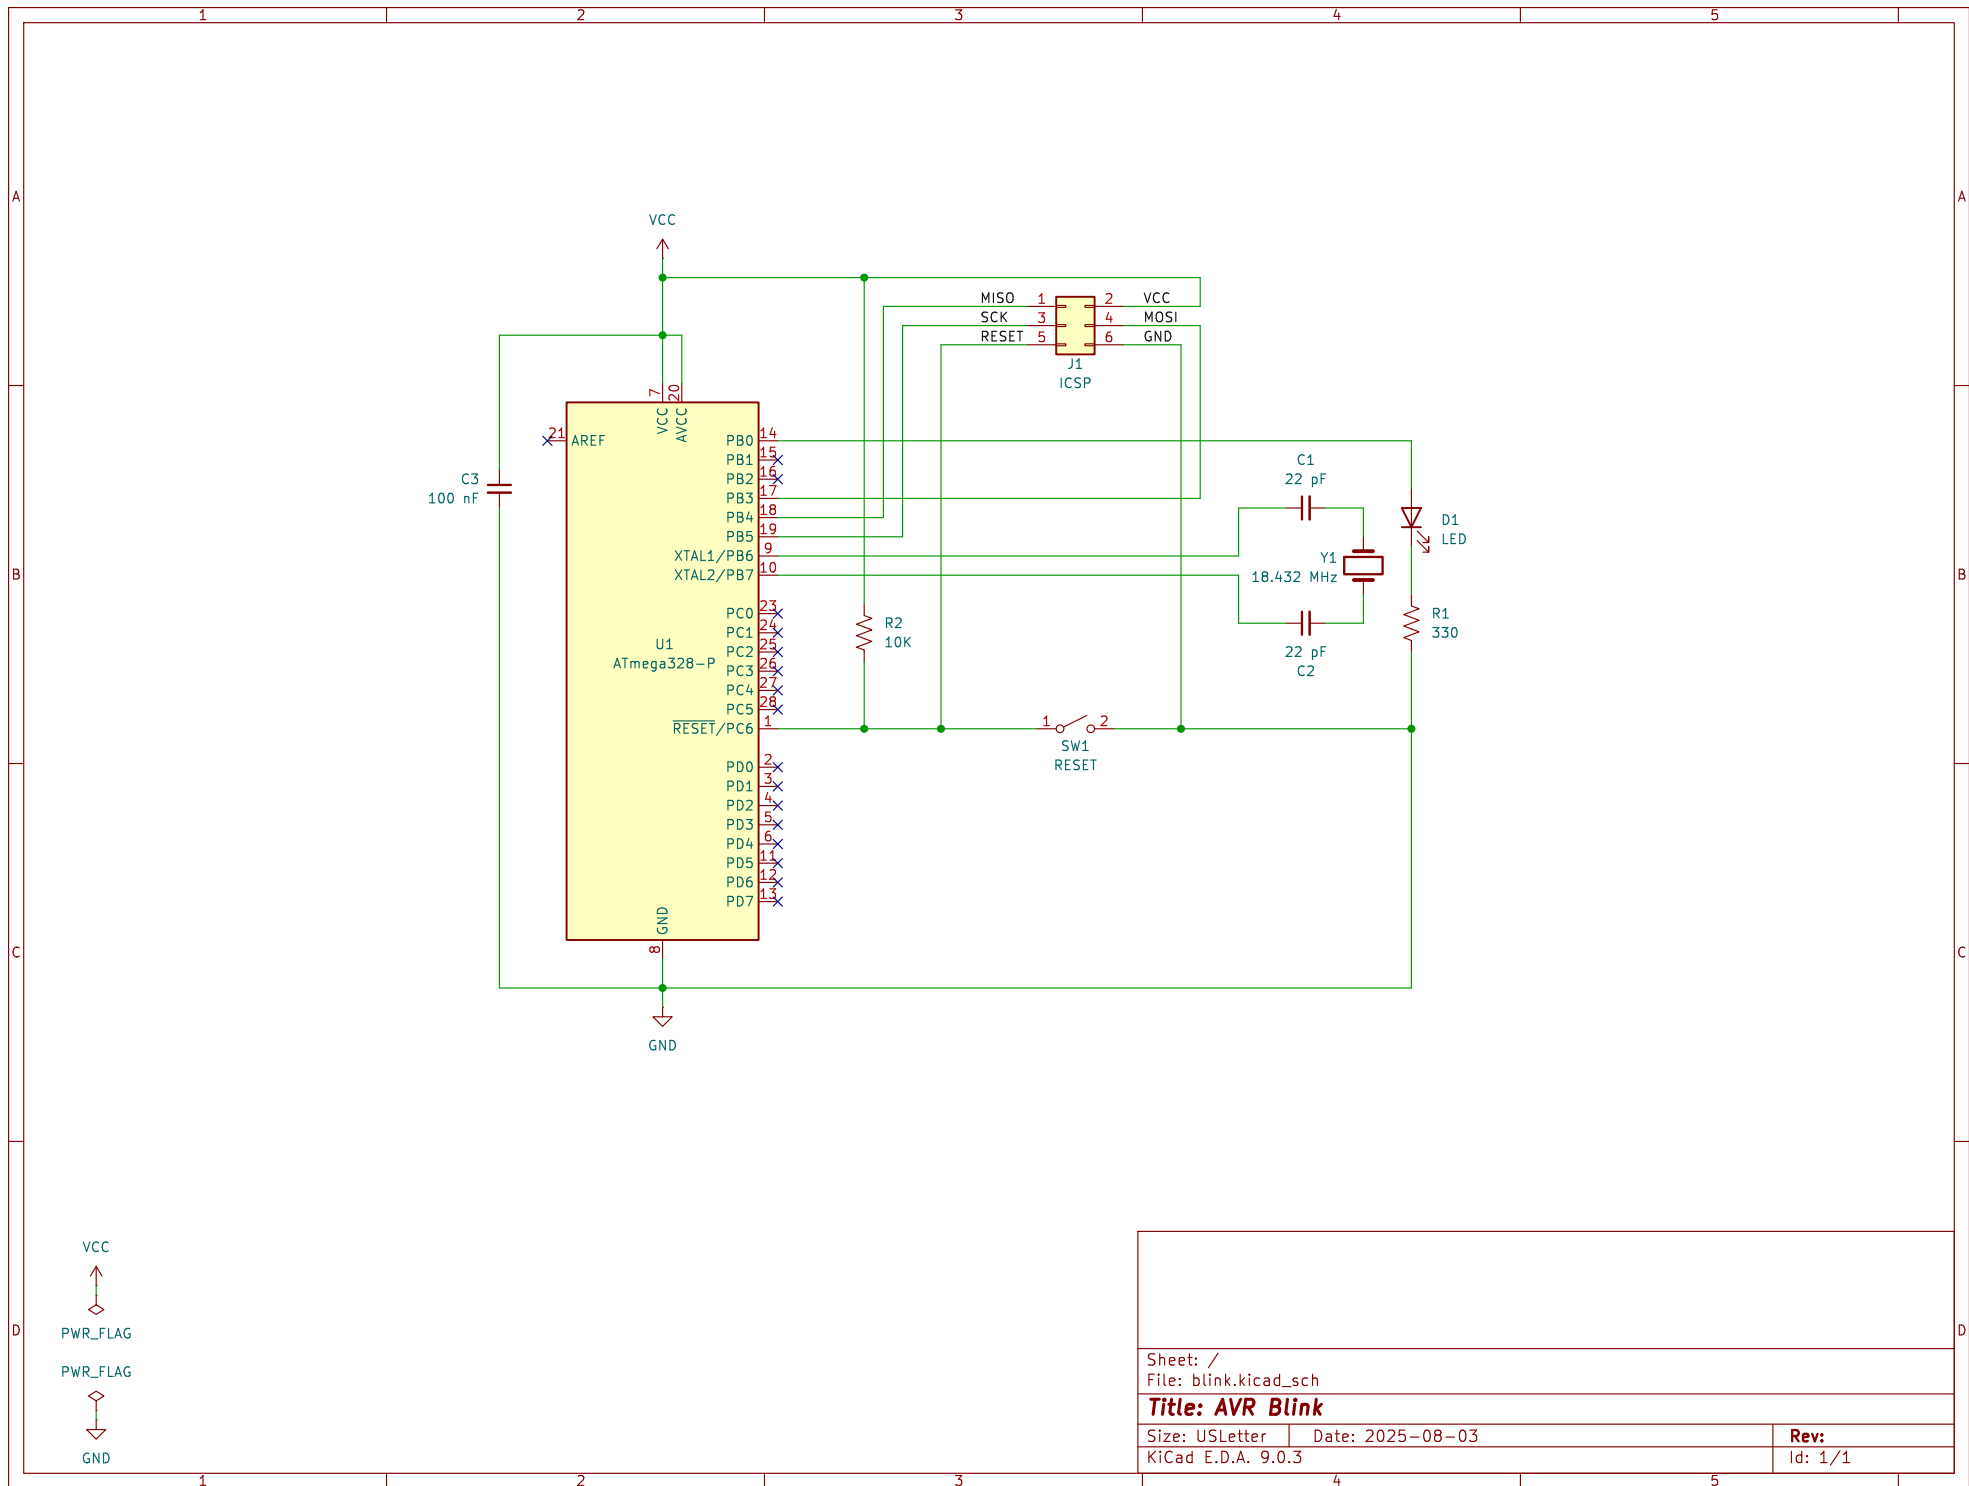 1 2 3 4 5
A A
VCC
MISO 1 2 VCC
SCK 3 4 MOSI
RESET 5 6 GND
J1
ICSP
7 20
VCC AVCC
21 AREF
PB0 14
PB1 15
PB2 16
PB3 17
PB4 18
PB5 19
XTAL1/PB6 9
XTAL2/PB7 10
PC0 23
PC1 24
PC2 25
PC3 26
PC4 27
PC5 28
RESET/PC6 1
PD0 2
PD1 3
PD2 4
PD3 5
PD4 6
PD5 11
PD6 12
PD7 13
U1
ATmega328-P
GND
8
GND
C3
100 nF
R2
10K
1 2
SW1
RESET
C1
22 pF
Y1
18.432 MHz
22 pF
C2
D1
LED
R1
330
B B
C C
D D
VCC
PWR_FLAG
PWR_FLAG
GND
Sheet: /
File: blink.kicad_sch
Title: AVR Blink
Size: USLetter Date: 2025-08-03 Rev:
KiCad E.D.A. 9.0.3 Id: 1/1
1 2 3 4 5